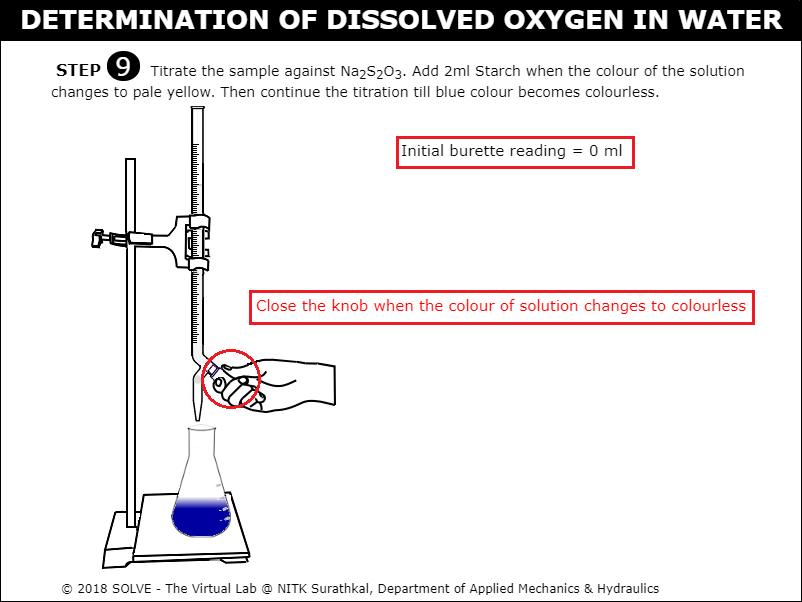 DETERMINATION OF DISSOLVED OXYGEN IN WATER
STEP 9 Titrate the sample against Na2S2O3. Add 2ml Starch when the colour of the solution
changes to pale yellow. Then continue the titration till blue colour becomes colourless.
Initial burette reading = 0 ml
Close the knob when the colour of solution changes to colourless
© 2018 SOLVE - The Virtual Lab @ NITK Surathkal, Department of Applied Mechanics & Hydraulics